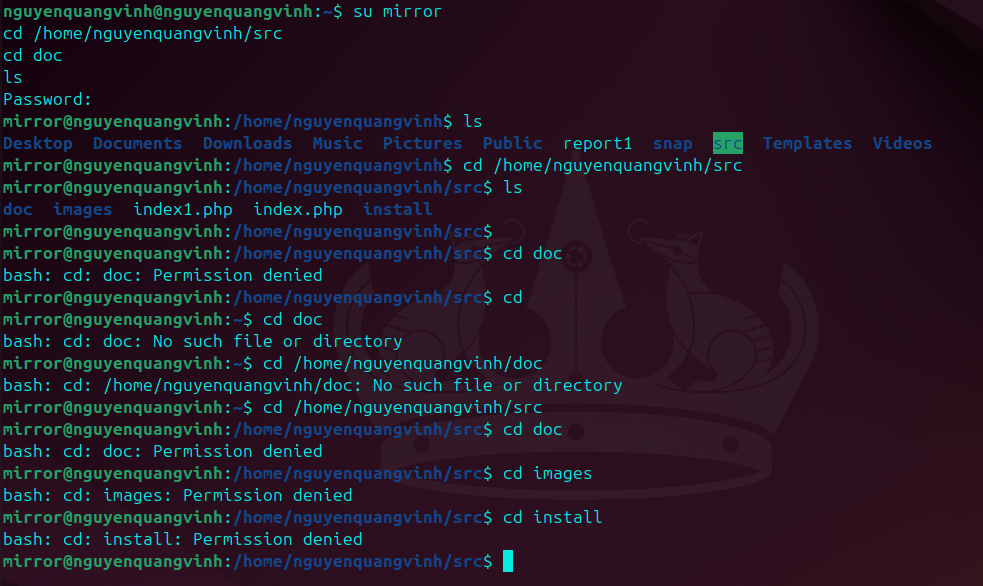 nguyenquangvinh@nguyenquangvinh:~$ su mirror
cd /home/nguyenquangvinh/src
cd doc
ls
Password:
mirror@nguyenquangvinh:/home/nguyenquangvinh$ ls
Desktop  Documents  Downloads  Music  Pictures  Public  report1  snap  src  Templates  Videos
mirror@nguyenquangvinh:/home/nguyenquangvinh$ cd /home/nguyenquangvinh/src
mirror@nguyenquangvinh:/home/nguyenquangvinh/src$ ls
doc  images  index1.php  index.php  install
mirror@nguyenquangvinh:/home/nguyenquangvinh/src$
mirror@nguyenquangvinh:/home/nguyenquangvinh/src$ cd doc
bash: cd: doc: Permission denied
mirror@nguyenquangvinh:/home/nguyenquangvinh/src$ cd
mirror@nguyenquangvinh:~$ cd doc
bash: cd: doc: No such file or directory
mirror@nguyenquangvinh:~$ cd /home/nguyenquangvinh/doc
bash: cd: /home/nguyenquangvinh/doc: No such file or directory
mirror@nguyenquangvinh:~$ cd /home/nguyenquangvinh/src
mirror@nguyenquangvinh:/home/nguyenquangvinh/src$ cd doc
bash: cd: doc: Permission denied
mirror@nguyenquangvinh:/home/nguyenquangvinh/src$ cd images
bash: cd: images: Permission denied
mirror@nguyenquangvinh:/home/nguyenquangvinh/src$ cd install
bash: cd: install: Permission denied
mirror@nguyenquangvinh:/home/nguyenquangvinh/src$